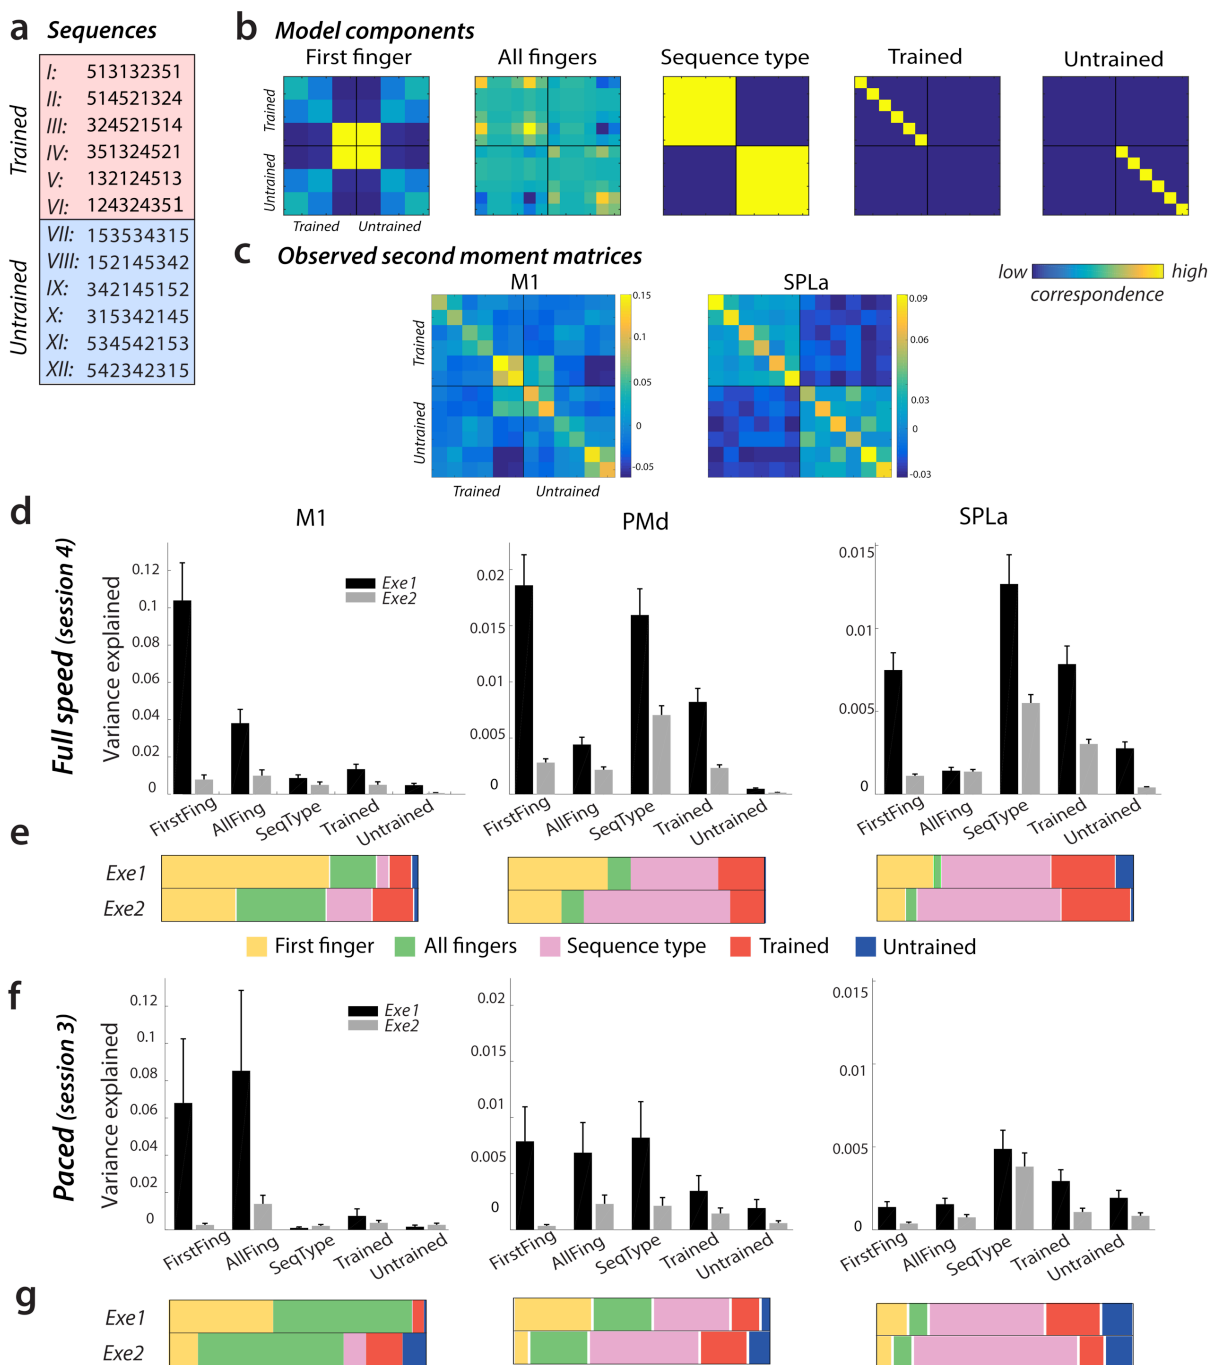 a Sequences
Trained
I: 513132351
II: 514521324
III: 324521514
IV: 351324521
V: 132124513
VI: 124324351
Untrained
VII: 153534315
VIII: 152145342
IX: 342145152
X: 315342145
XI: 534542153
XII: 542342315
b Model components
First finger All fingers Sequence type Trained Untrained
Trained
Untrained
Trained Untrained
low high
correspondence
c Observed second moment matrices
M1 SPLa
Trained
Untrained
Trained Untrained
0.15
0.1
0.05
0
-0.05
0.09
0.06
0.03
0
-0.03
d
Full speed (session 4)
M1 PMd SPLa
Variance explained
0.12
0.1
0.08
0.06
0.04
0.02
0
Exe1
Exe2
FirstFing AllFing SeqType Trained Untrained
0.02
0.015
0.01
0.005
0
FirstFing AllFing SeqType Trained Untrained
0.015
0.01
0.005
0
FirstFing AllFing SeqType Trained Untrained
e
Exe1
Exe2
First finger All fingers Sequence type Trained Untrained
f
Paced (session 3)
Variance explained
0.12
0.1
0.08
0.06
0.04
0.02
0
Exe1
Exe2
FirstFing AllFing SeqType Trained Untrained
0.02
0.015
0.01
0.005
0
FirstFing AllFing SeqType Trained Untrained
0.015
0.01
0.005
0
FirstFing AllFing SeqType Trained Untrained
g
Exe1
Exe2